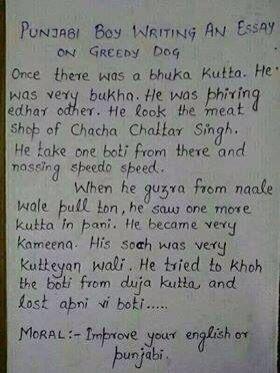 PUNJABI BOY WRITING AN ESSAY
ON GREEDY DOG
Once there was a bhuka Kutta. He
was very bukha. He was phiring
edhar odher. He look the meat
shop of Chacha Chattar Singh.
He take one boti from there and
nassing speedo speed.
When he guzra from naale
wale pull ton, he saw one more
kutta in pani. He became very
Kameena. His soch was very
Kutteyan wali. He tried to khoh
the boti from duja kutta and
lost apni vi boti.....
MORAL:- Improve your english or
punjabi.